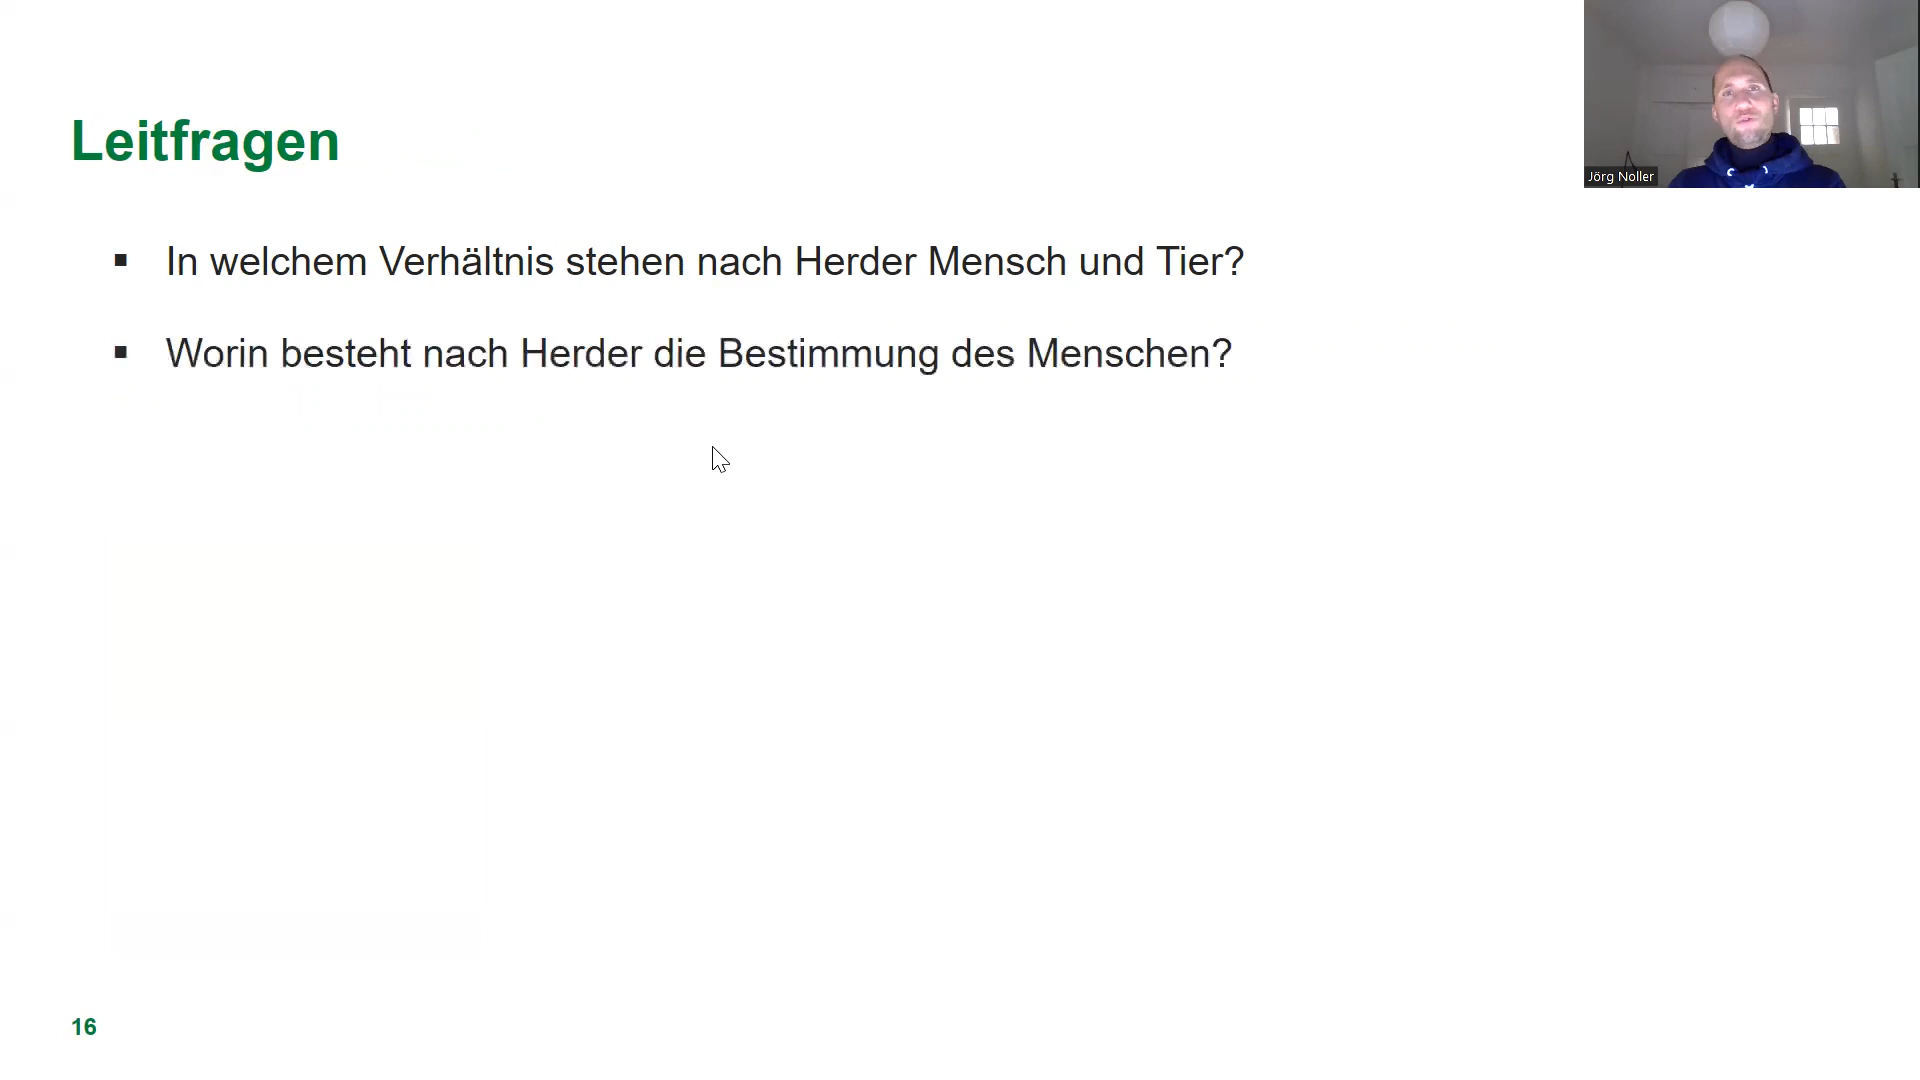 Leitfragen
▪ In welchem Verhältnis stehen nach Herder Mensch und Tier?
▪ Worin besteht nach Herder die Bestimmung des Menschen?
Jörg Noller
16